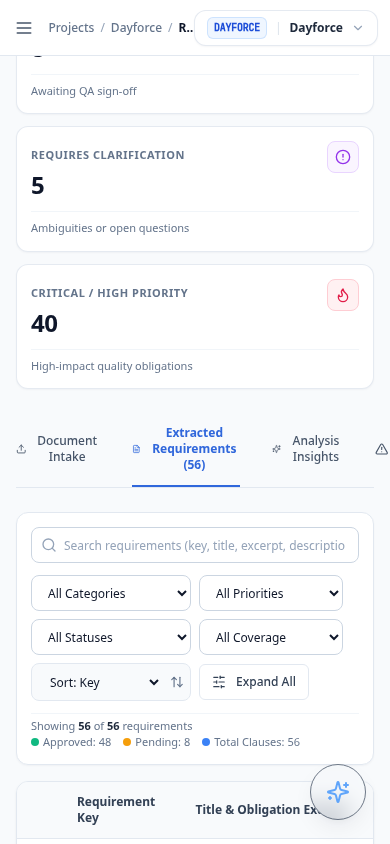 Projects / Dayforce / R..
DAYFORCE Dayforce
Awaiting QA sign-off
REQUIRES CLARIFICATION
5
Ambiguities or open questions
CRITICAL / HIGH PRIORITY
40
High-impact quality obligations
Document Intake
Extracted Requirements (56)
Analysis Insights
Search requirements (key, title, excerpt, descriptio
All Categories
All Priorities
All Statuses
All Coverage
Sort: Key
Expand All
Showing 56 of 56 requirements
Approved: 48 Pending: 8 Total Clauses: 56
Requirement Key
Title & Obligation